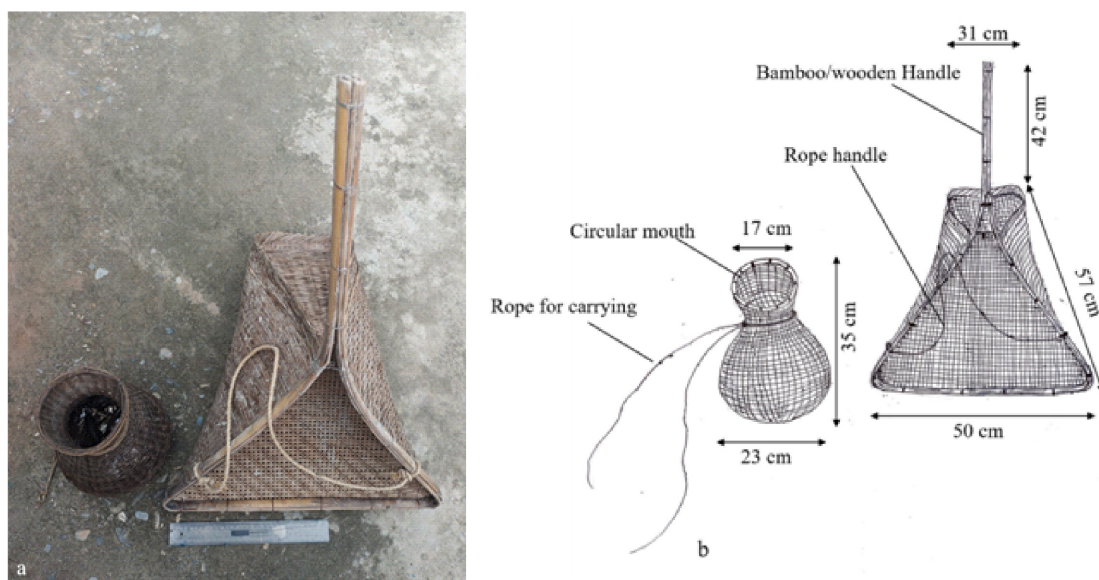 a
31 cm
Bamboo/wooden Handle
42 cm
Rope handle
Circular mouth
17 cm
57 cm
Rope for carrying
35 cm
50 cm
23 cm
b